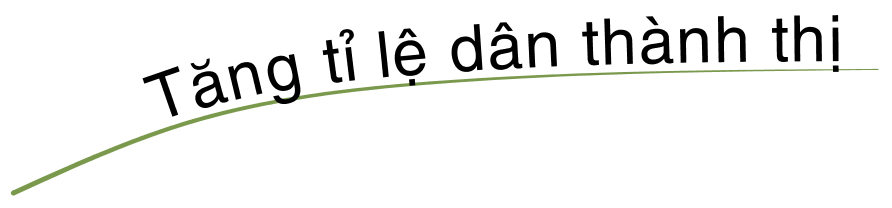 Tăng tỉ lệ dân thành thị